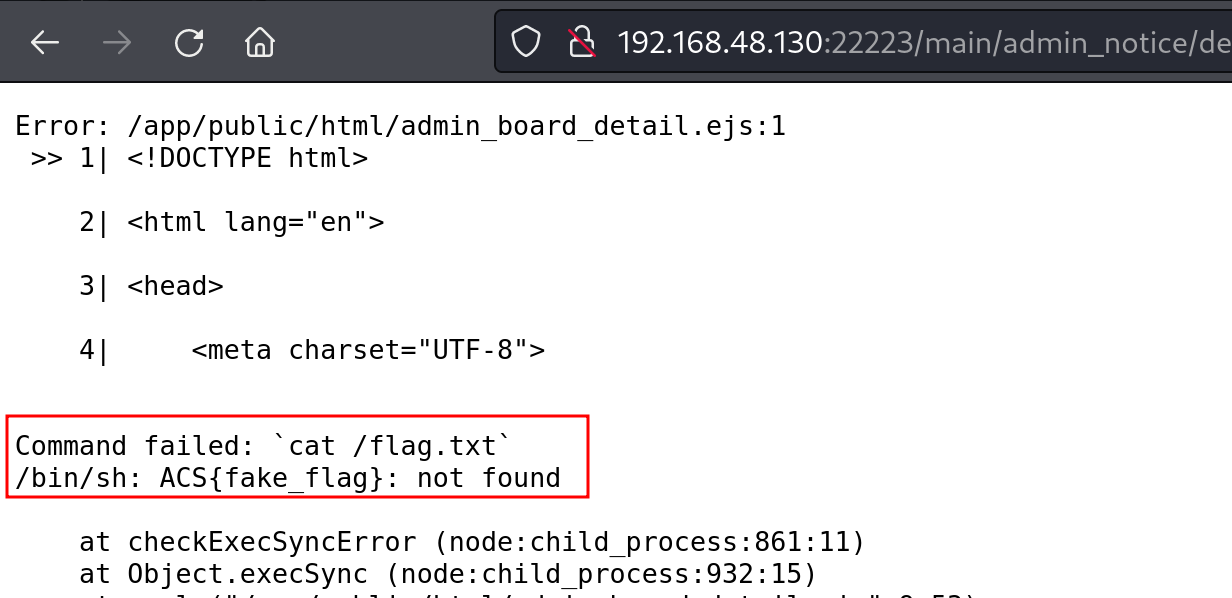 192.168.48.130:22223/main/admin_notice/de
Error: /app/public/html/admin_board_detail.ejs:1
>> 1| <!DOCTYPE html>
2| <html lang="en">
3| <head>
4|     <meta charset="UTF-8">
Command failed: `cat /flag.txt`
/bin/sh: ACS{fake_flag}: not found
at checkExecSyncError (node:child_process:861:11)
at Object.execSync (node:child_process:932:15)